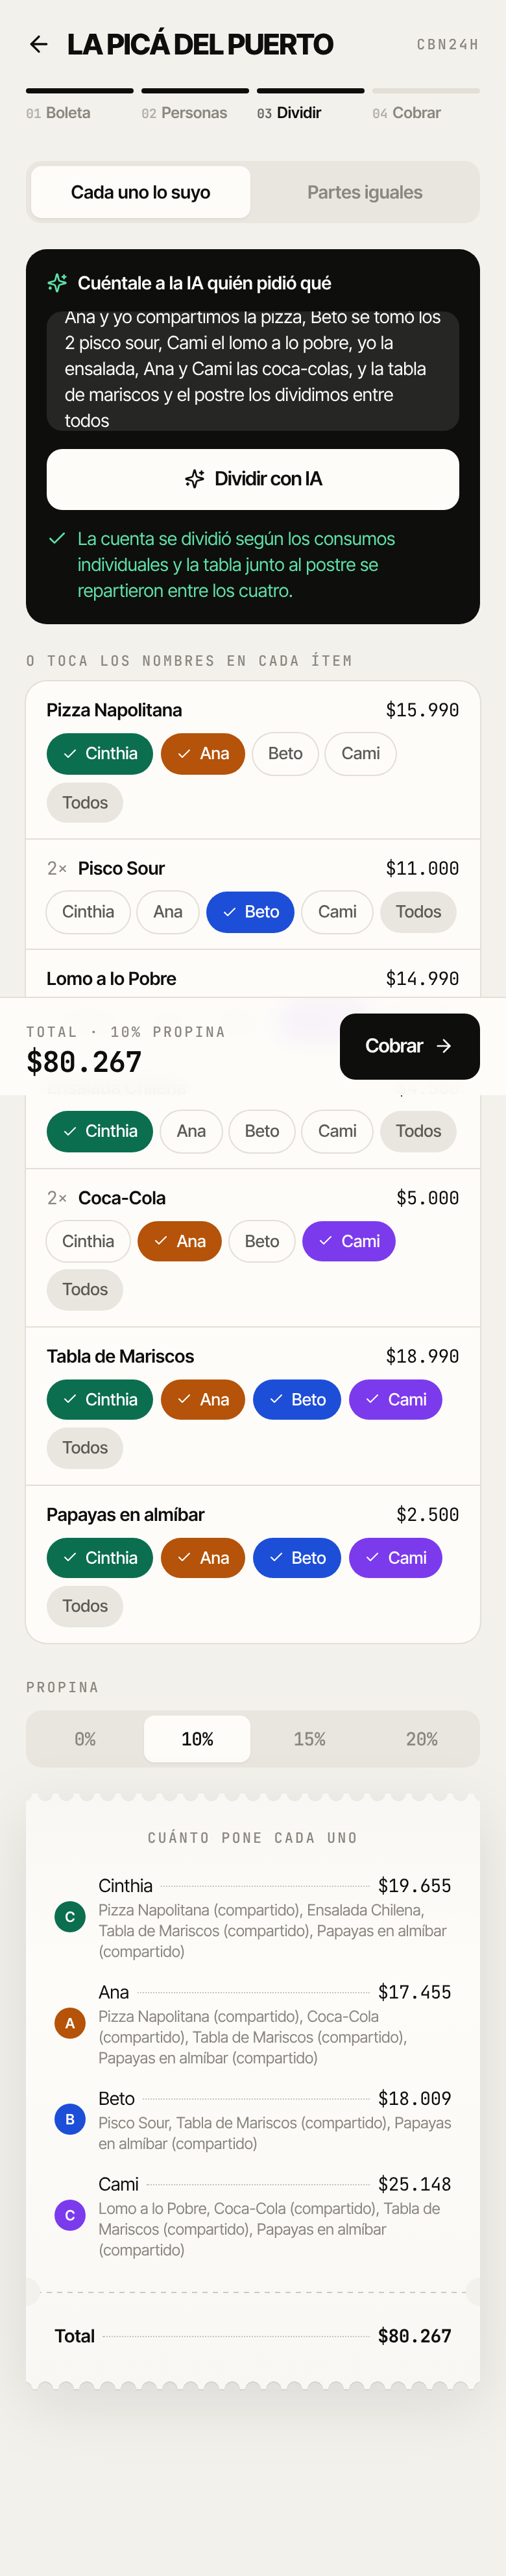 LA PICÁ DEL PUERTO
CBN24H
01 Boleta
02 Personas
03 Dividir
04 Cobrar
Cada uno lo suyo
Partes iguales
Cuéntale a la IA quién pidió qué
Ana y yo compartimos la pizza, Beto se tomó los
2 pisco sour, Cami el lomo a lo pobre, yo la
ensalada, Ana y Cami las coca-colas, y la tabla
de mariscos y el postre los dividimos entre
todos
Dividir con IA
La cuenta se dividió según los consumos
individuales y la tabla junto al postre se
repartieron entre los cuatro.
O TOCA LOS NOMBRES EN CADA ÍTEM
Pizza Napolitana $15.990
Cinthia Ana Beto Cami
Todos
2× Pisco Sour $11.000
Cinthia Ana Beto Cami Todos
Lomo a lo Pobre $14.990
TOTAL · 10% PROPINA
$80.267
Cobrar
Ensalada Chilena
Cinthia Ana Beto Cami Todos
2× Coca-Cola $5.000
Cinthia Ana Beto Cami
Todos
Tabla de Mariscos $18.990
Cinthia Ana Beto Cami
Todos
Papayas en almíbar $2.500
Cinthia Ana Beto Cami
Todos
PROPINA
0% 10% 15% 20%
CUÁNTO PONE CADA UNO
Cinthia $19.655
C
Pizza Napolitana (compartido), Ensalada Chilena,
Tabla de Mariscos (compartido), Papayas en almíbar
(compartido)
Ana $17.455
A
Pizza Napolitana (compartido), Coca-Cola
(compartido), Tabla de Mariscos (compartido),
Papayas en almíbar (compartido)
Beto $18.009
B
Pisco Sour, Tabla de Mariscos (compartido), Papayas
en almíbar (compartido)
Cami $25.148
C
Lomo a lo Pobre, Coca-Cola (compartido), Tabla de
Mariscos (compartido), Papayas en almíbar
(compartido)
Total $80.267